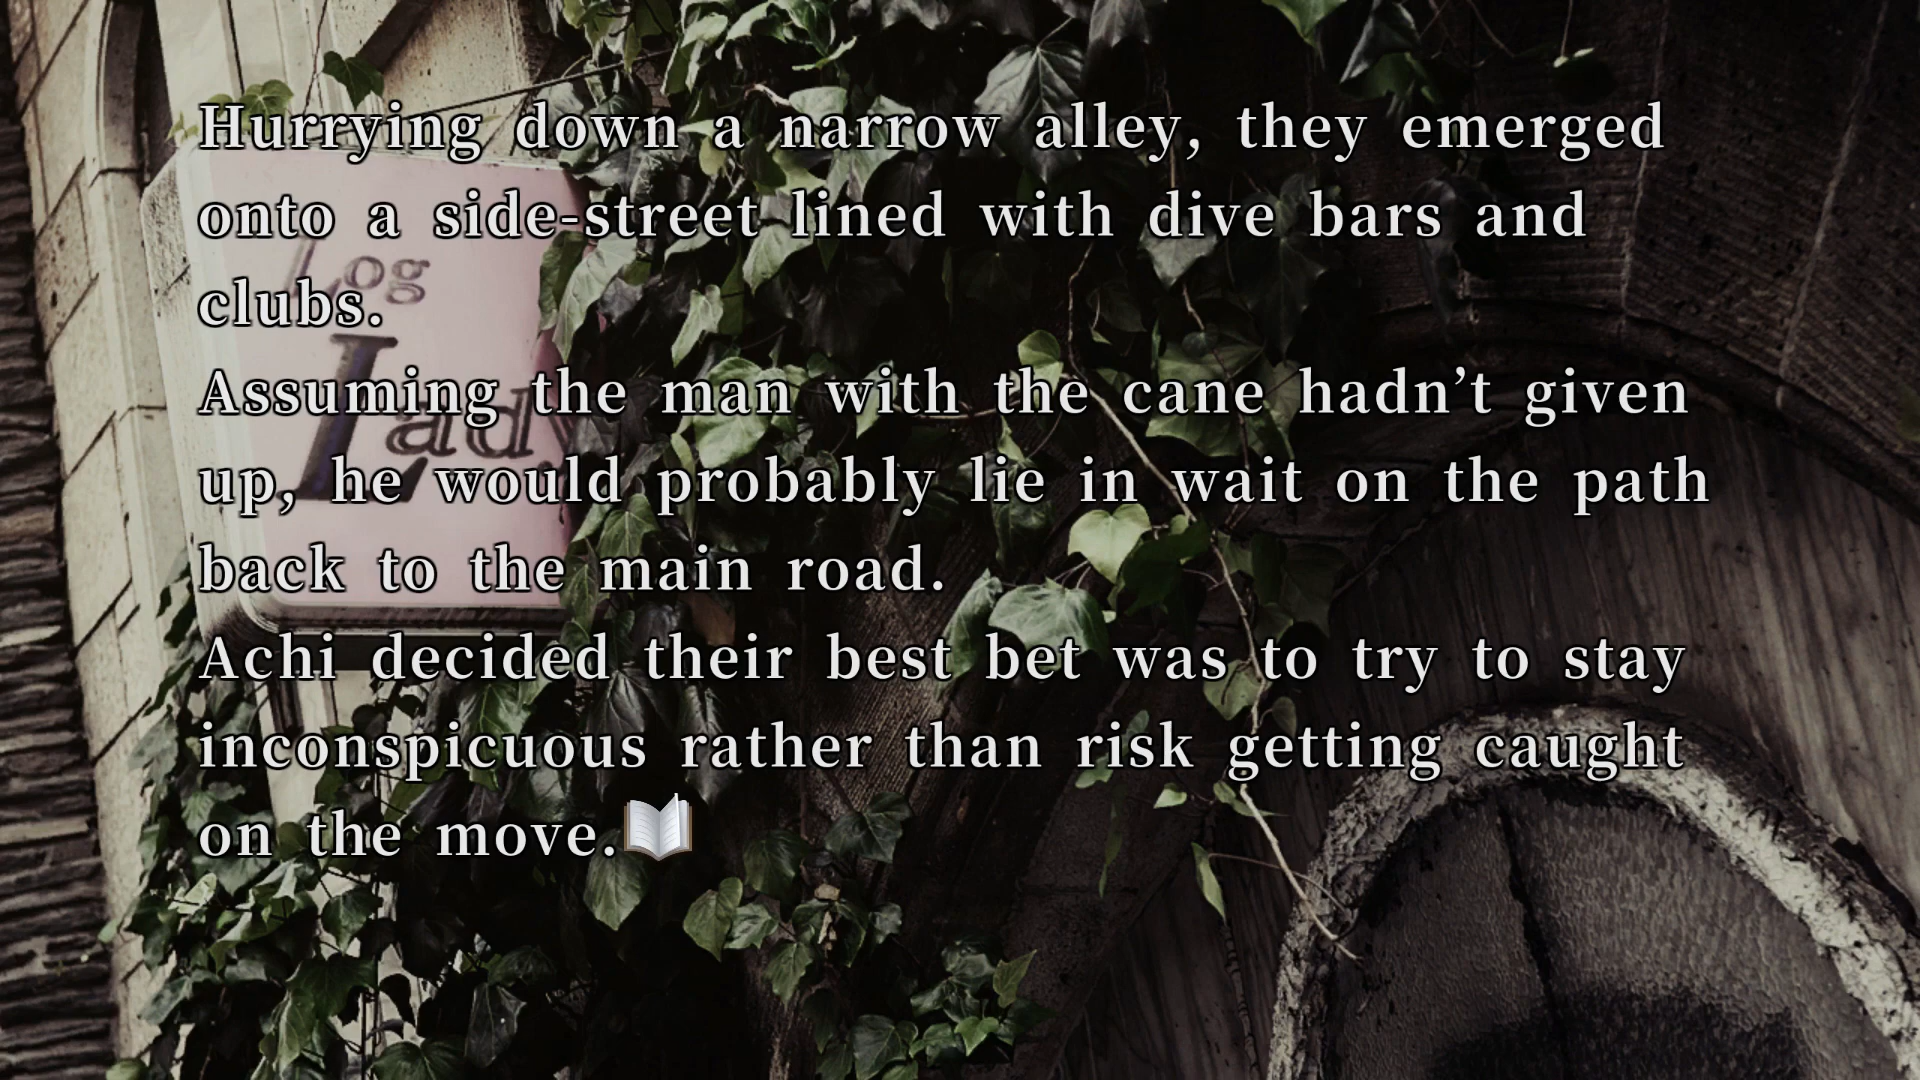 Hurrying down a narrow alley, they emerged
onto a side-street lined with dive bars and
clubs.
Assuming the man with the cane hadn’t given
up, he would probably lie in wait on the path
back to the main road.
Achi decided their best bet was to try to stay
inconspicuous rather than risk getting caught
on the move.
Log
Lady